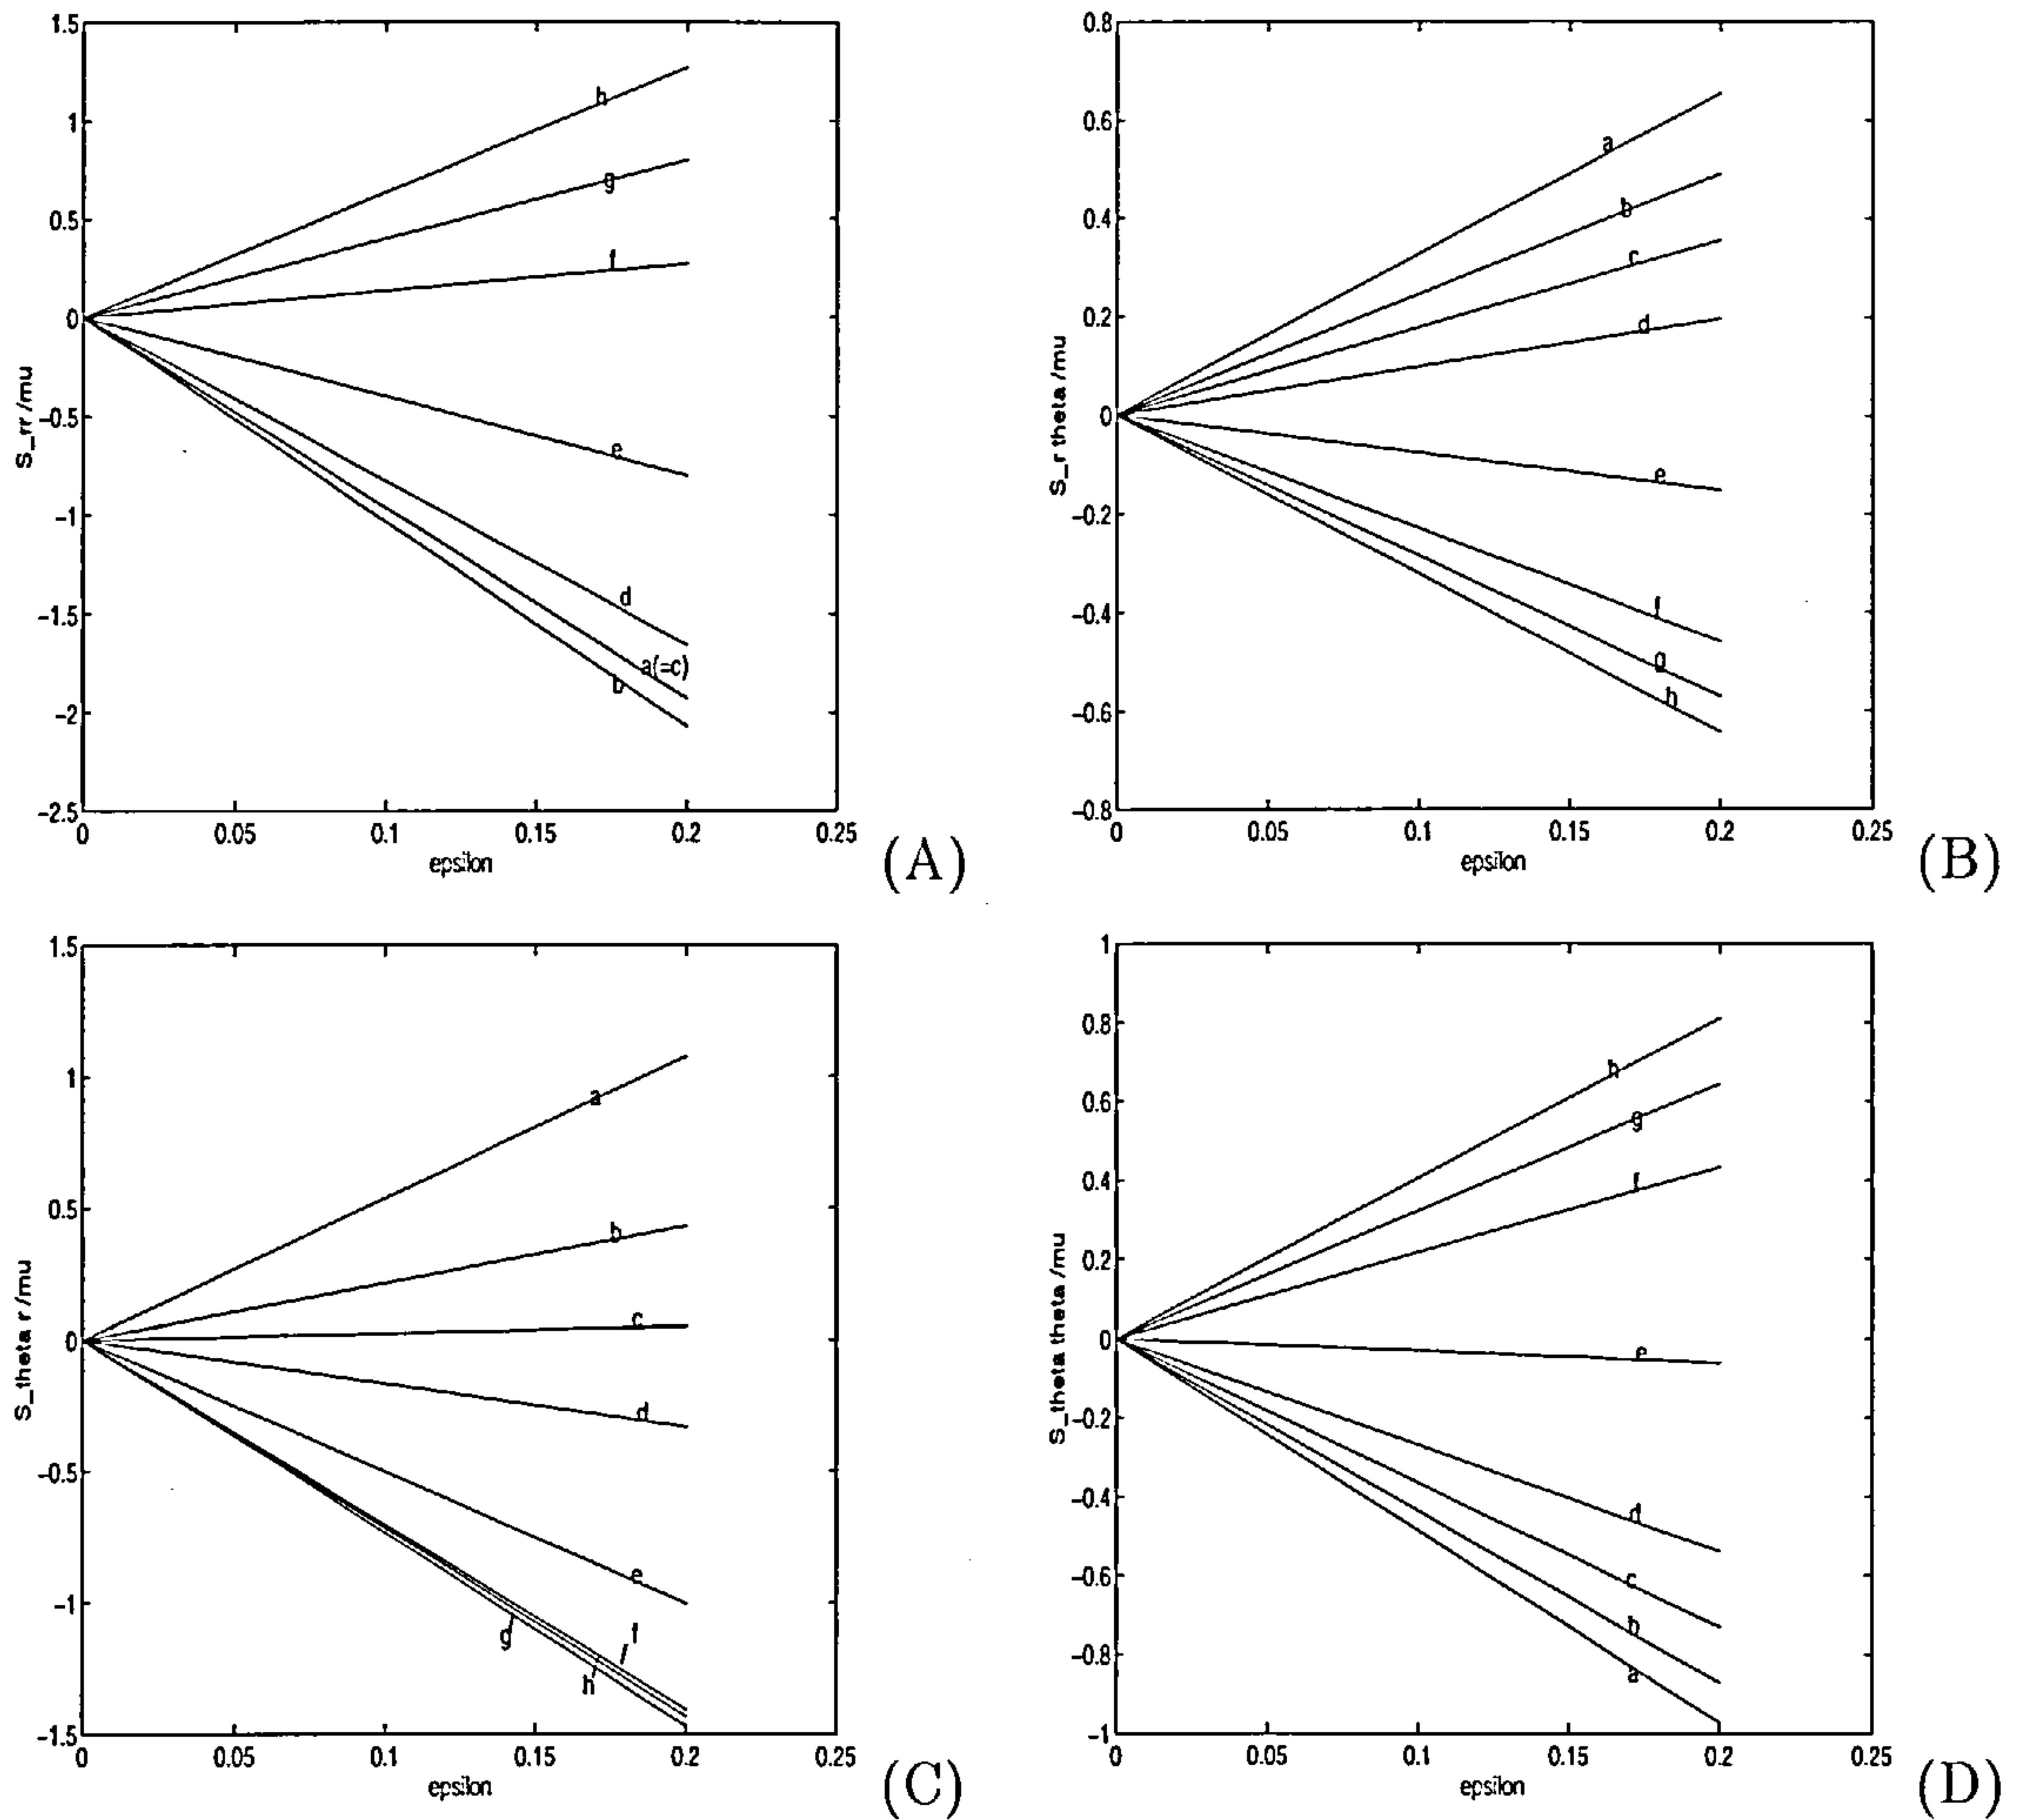 1.5
1
0.5
0
-0.5
-1
-1.5
-2
-2.5
0
0.05
0.1
0.15
0.2
0.25
S_rr /mu
epsilon
h
g
f
e
d
a(=c)
b
(A)
0.8
0.6
0.4
0.2
0
-0.2
-0.4
-0.6
-0.8
0
0.05
0.1
0.15
0.2
0.25
S_r theta /mu
epsilon
a
b
c
d
e
f
g
h
(B)
1.5
1
0.5
0
-0.5
-1
-1.5
0
0.05
0.1
0.15
0.2
0.25
S_theta r /mu
epsilon
a
b
c
d
e
f
g
h
(C)
1
0.8
0.6
0.4
0.2
0
-0.2
-0.4
-0.6
-0.8
-1
0
0.05
0.1
0.15
0.2
0.25
S_theta theta /mu
epsilon
h
g
f
e
d
c
b
a
(D)